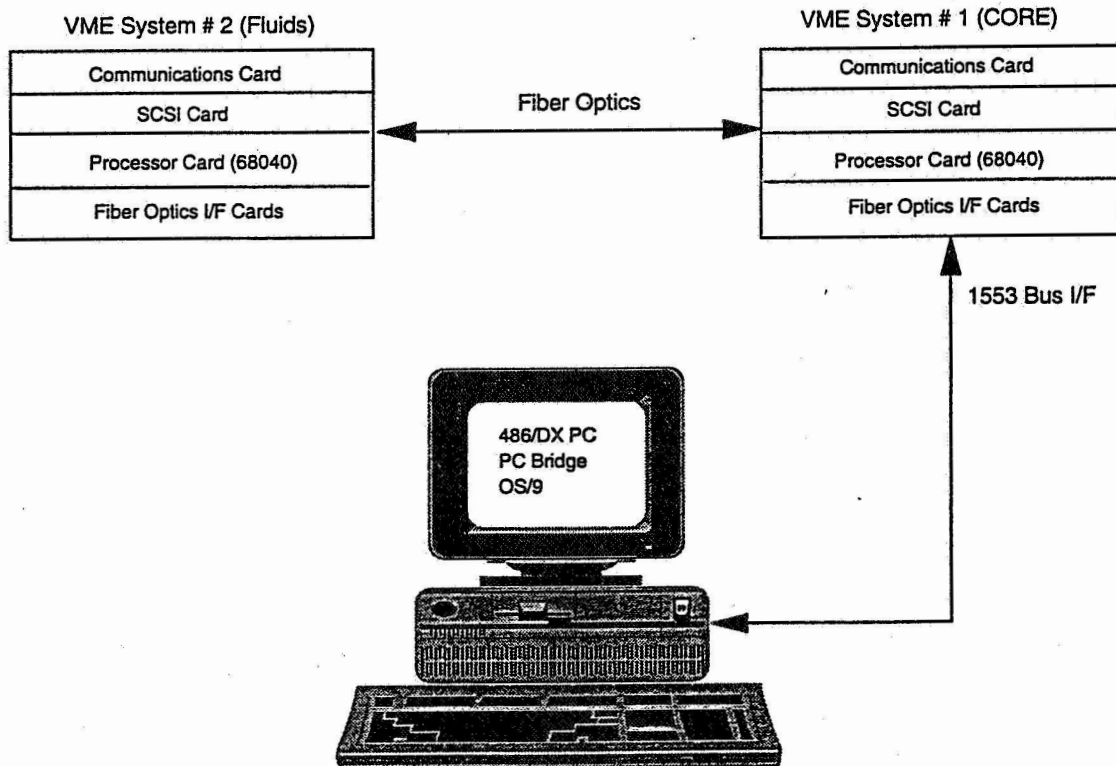 VME System # 2 (Fluids)
Communications Card
SCSI Card
Processor Card (68040)
Fiber Optics I/F Cards
Fiber Optics
VME System # 1 (CORE)
Communications Card
SCSI Card
Processor Card (68040)
Fiber Optics I/F Cards
1553 Bus I/F
486/DX PC
PC Bridge
OS/9